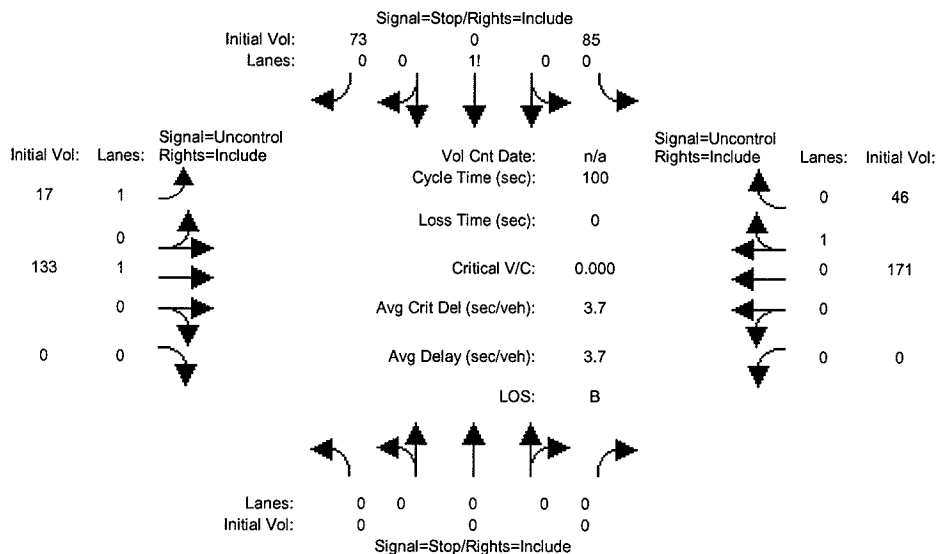 Signal=Stop/Rights=Include
Initial Vol: 73 0 85
Lanes: 0 0 1! 0 0
Signal=Uncontrol
Initial Vol: Lanes: Rights=Include
17 1
0
133 1
0
0 0
Vol Cnt Date: n/a
Cycle Time (sec): 100
Loss Time (sec): 0
Critical V/C: 0.000
Avg Crit Del (sec/veh): 3.7
Avg Delay (sec/veh): 3.7
LOS: B
Signal=Uncontrol
Rights=Include Lanes: Initial Vol:
0 46
1
0 171
0
0 0
Lanes: 0 0 0 0 0
Initial Vol: 0 0 0
Signal=Stop/Rights=Include